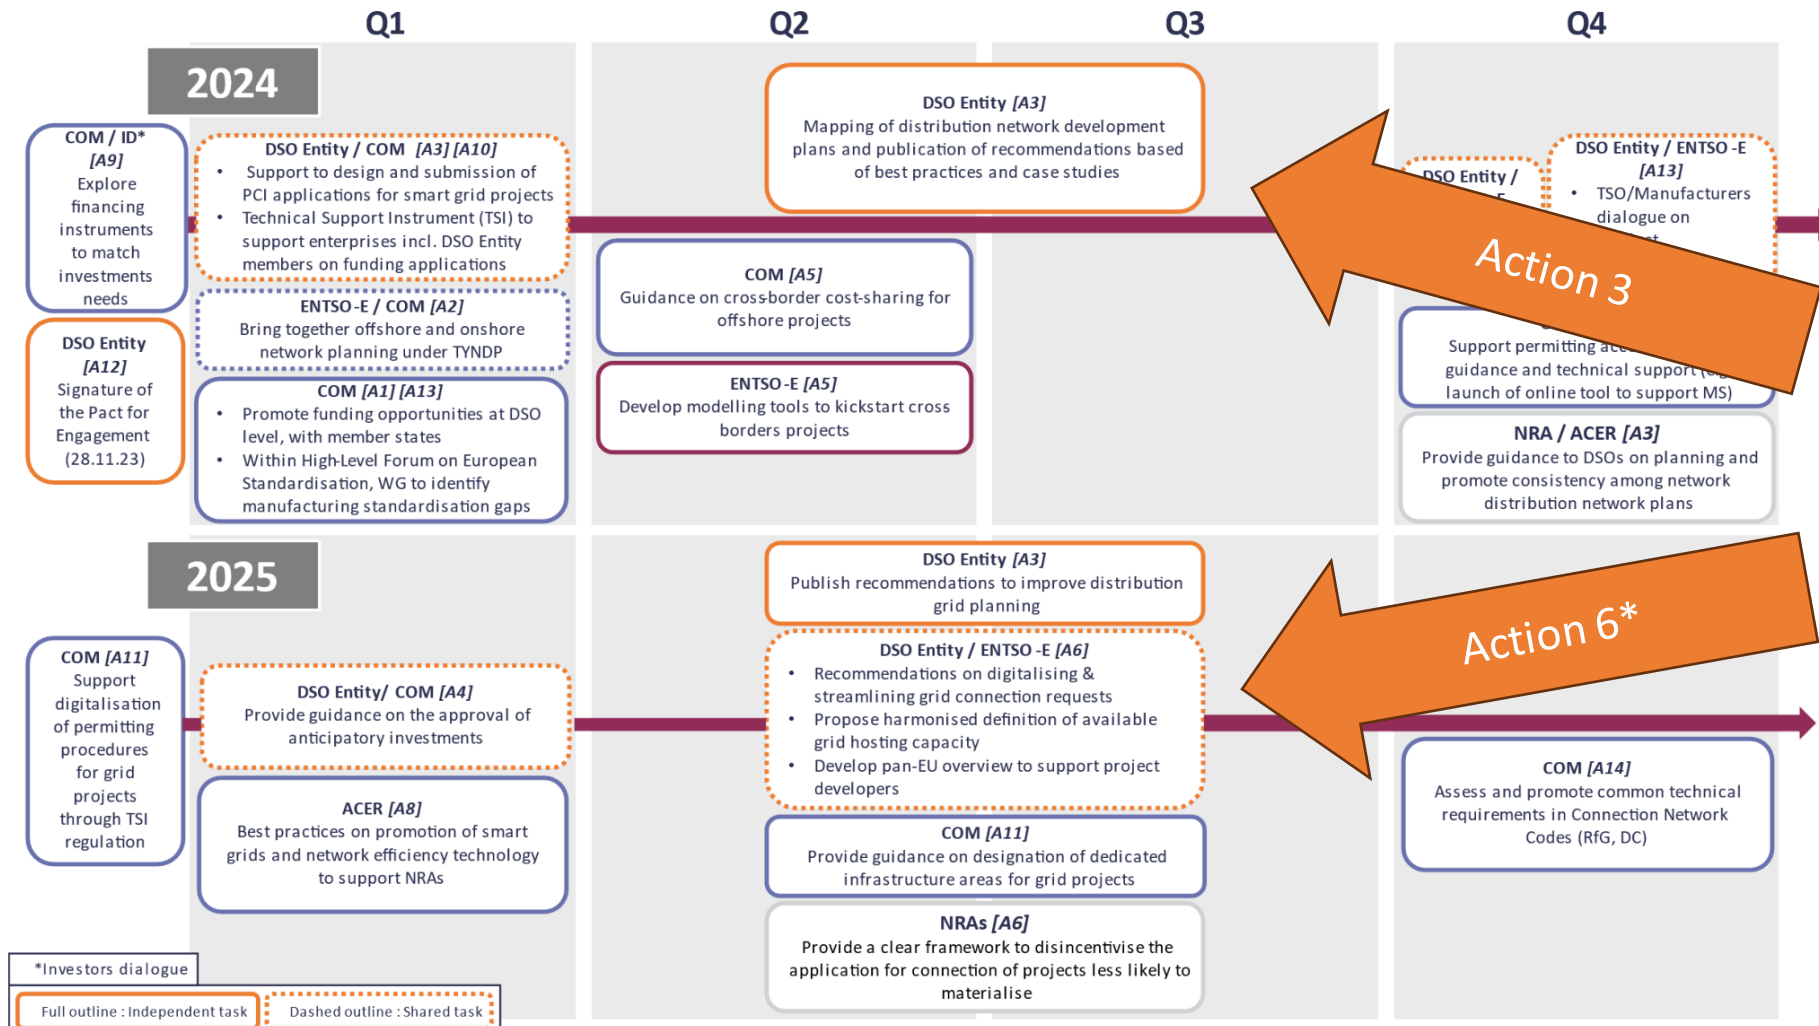 Q1
Q2
Q3
Q4
2024
COM / ID*
[A9]
Explore
financing
instruments
to match
investments
needs
DSO Entity
[A12]
Signature of
the Pact for
Engagement
(28.11.23)
DSO Entity / COM [A3] [A10]
• Support to design and submission of
PCI applications for smart grid projects
• Technical Support Instrument (TSI) to
support enterprises incl. DSO Entity
members on funding applications
ENTSO-E / COM [A2]
Bring together offshore and onshore
network planning under TYNDP
COM [A1] [A13]
• Promote funding opportunities at DSO
level, with member states
• Within High-Level Forum on European
Standardisation, WG to identify
manufacturing standardisation gaps
DSO Entity [A3]
Mapping of distribution network development
plans and publication of recommendations based
of best practices and case studies
COM [A5]
Guidance on cross-border cost-sharing for
offshore projects
ENTSO-E [A5]
Develop modelling tools to kickstart cross
borders projects
DSO Entity /
DSO Entity / ENTSO-E
[A13]
• TSO/Manufacturers
dialogue on
Action 3
Support permitting
guidance and technical support
launch of online tool to support MS)
NRA / ACER [A3]
Provide guidance to DSOs on planning and
promote consistency among network
distribution network plans
2025
COM [A11]
Support
digitalisation
of permitting
procedures
for grid
projects
through TSI
regulation
DSO Entity/ COM [A4]
Provide guidance on the approval of
anticipatory investments
ACER [A8]
Best practices on promotion of smart
grids and network efficiency technology
to support NRAs
DSO Entity [A3]
Publish recommendations to improve distribution
grid planning
DSO Entity / ENTSO-E [A6]
• Recommendations on digitalising &
streamlining grid connection requests
• Propose harmonised definition of available
grid hosting capacity
• Develop pan-EU overview to support project
developers
COM [A11]
Provide guidance on designation of dedicated
infrastructure areas for grid projects
NRAs [A6]
Provide a clear framework to disincentivise the
application for connection of projects less likely to
materialise
Action 6*
COM [A14]
Assess and promote common technical
requirements in Connection Network
Codes (RfG, DC)
*Investors dialogue
Full outline : Independent task
Dashed outline : Shared task